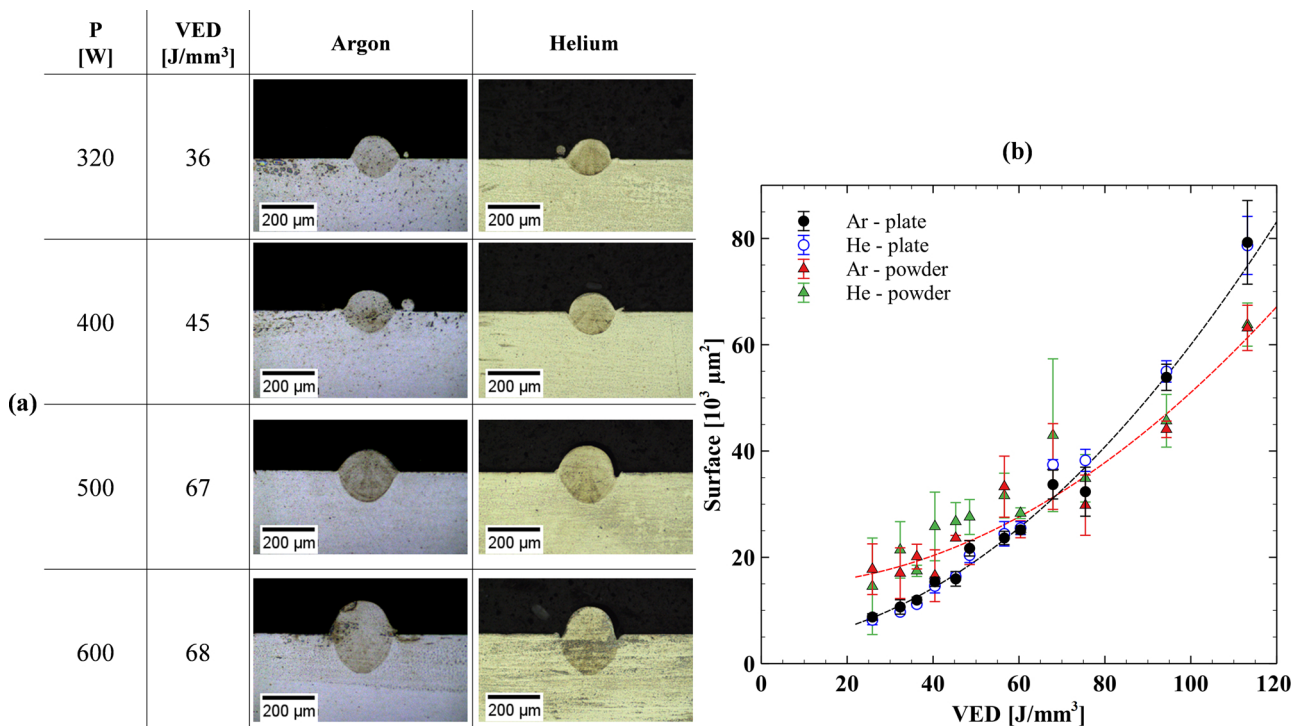 P
[W]
VED
[J/mm³]
Argon
Helium
320
36
200 µm
200 µm
400
45
200 µm
200 µm
(a)
500
67
200 µm
200 µm
600
68
200 µm
200 µm
(b)
Ar - plate
He - plate
Ar - powder
He - powder
Surface [10³ µm²]
80
60
40
20
0
0 20 40 60 80 100 120
VED [J/mm³]